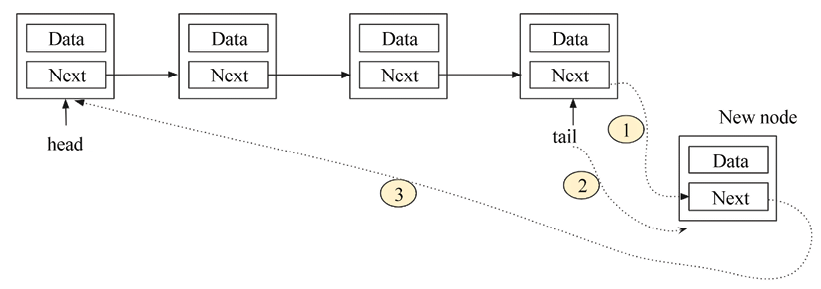 Data
Next
Data
Next
Data
Next
Data
Next
head
tail
1
New node
Data
Next
2
3